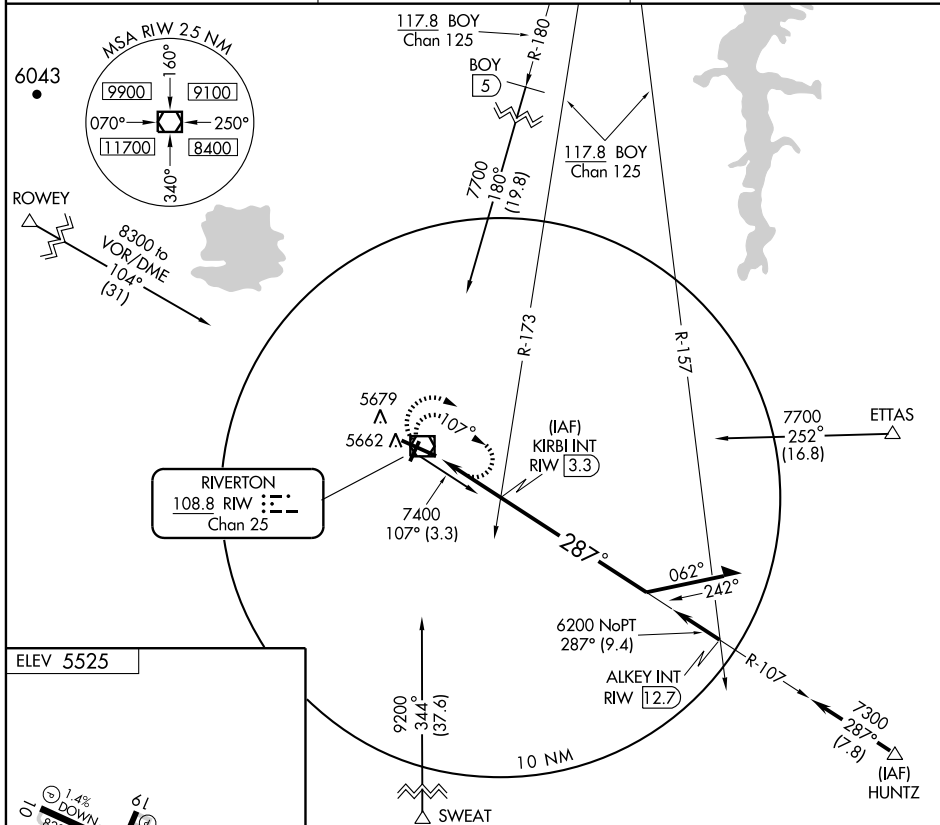 MSA RIW 25 NM
160°
9900
9100
070°
250°
11700
8400
340°
6043
117.8 BOY
Chan 125
R-180
BOY
5
117.8 BOY
Chan 125
7700
180°
(19.8)
ROWEY
8300 to
VOR/DME
104°
(31)
R-173
R-157
5679
5662
107°
(IAF)
KIRBI INT
RIW 3.3
7700
252°
(16.8)
ETTAS
RIVERTON
108.8 RIW
Chan 25
7400
107° (3.3)
287°
062°
242°
6200 NoPT
287° (9.4)
ALKEY INT
RIW 12.7
R-107
7300
287°
(7.8)
(IAF)
HUNTZ
9200
344°
(37.6)
10 NM
SWEAT
ELEV 5525
P
1.4%
DOWN
10
19